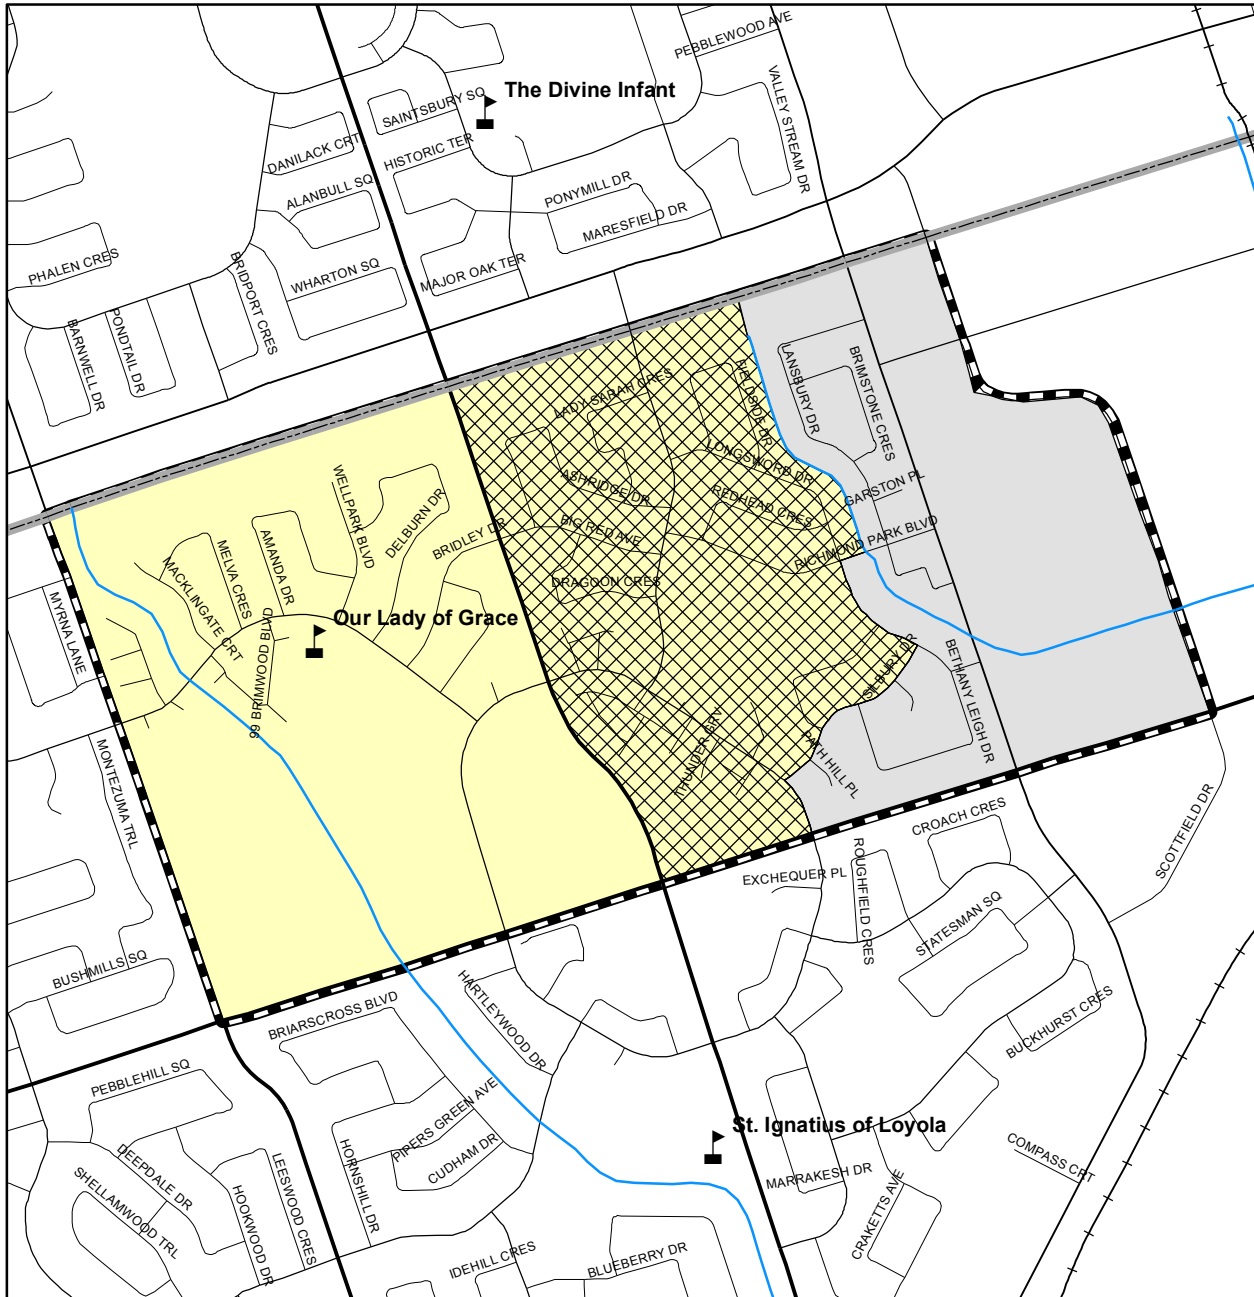 PEBBLEWOOD AVE
The Divine Infant
SAINTSBURY SQ
VALLEY STREAM DR
DANILACK CRT
HISTORIC TER
ALANBULL SQ
PONYMILL DR
MARESFIELD DR
PHALEN CRES
BRIDPORT CRES
WHARTON SQ
MAJOR OAK TER
BARNWELL DR
PONDTAIL DR
LADY SARAH CRES
FIELDSIDE DR
LANSBURY DR
BRIMSTONE CRES
WELLPARK BLVD
DELBURN DR
LONGSWORD DR
ASHRIDGE DR
REDHEAD CRES
GARSTON PL
BRIDLEY DR
BIG RED AVE
RICHMOND PARK BLVD
MACKLINGATE CRT
MELVA CRES
AMANDA DR
DRAGOON CRES
MYRNA LANE
Our Lady of Grace
99 BRIMWOOD BLVD
SILBURY DR
BETHANY LEIGH DR
THUNDER GRV
PATH HILL PL
MONTEZUMA TRL
CROACH CRES
SCOTTFIELD DR
EXCHEQUER PL
ROUGHFIELD CRES
STATESMAN SQ
BUSHMILLS SQ
BRIARSCROSS BLVD
HARTLEYWOOD DR
BUCKHURST CRES
PEBBLEHILL SQ
PIPERS GREEN AVE
St. Ignatius of Loyola
DEEPDALE DR
SHELLAMWOOD TRL
HOOKWOOD DR
LEESWOOD CRES
HORNSHILL DR
CUDHAM DR
MARRAKESH DR
COMPASS CRT
CRAKETTS AVE
IDEHILL CRES
BLUEBERRY DR